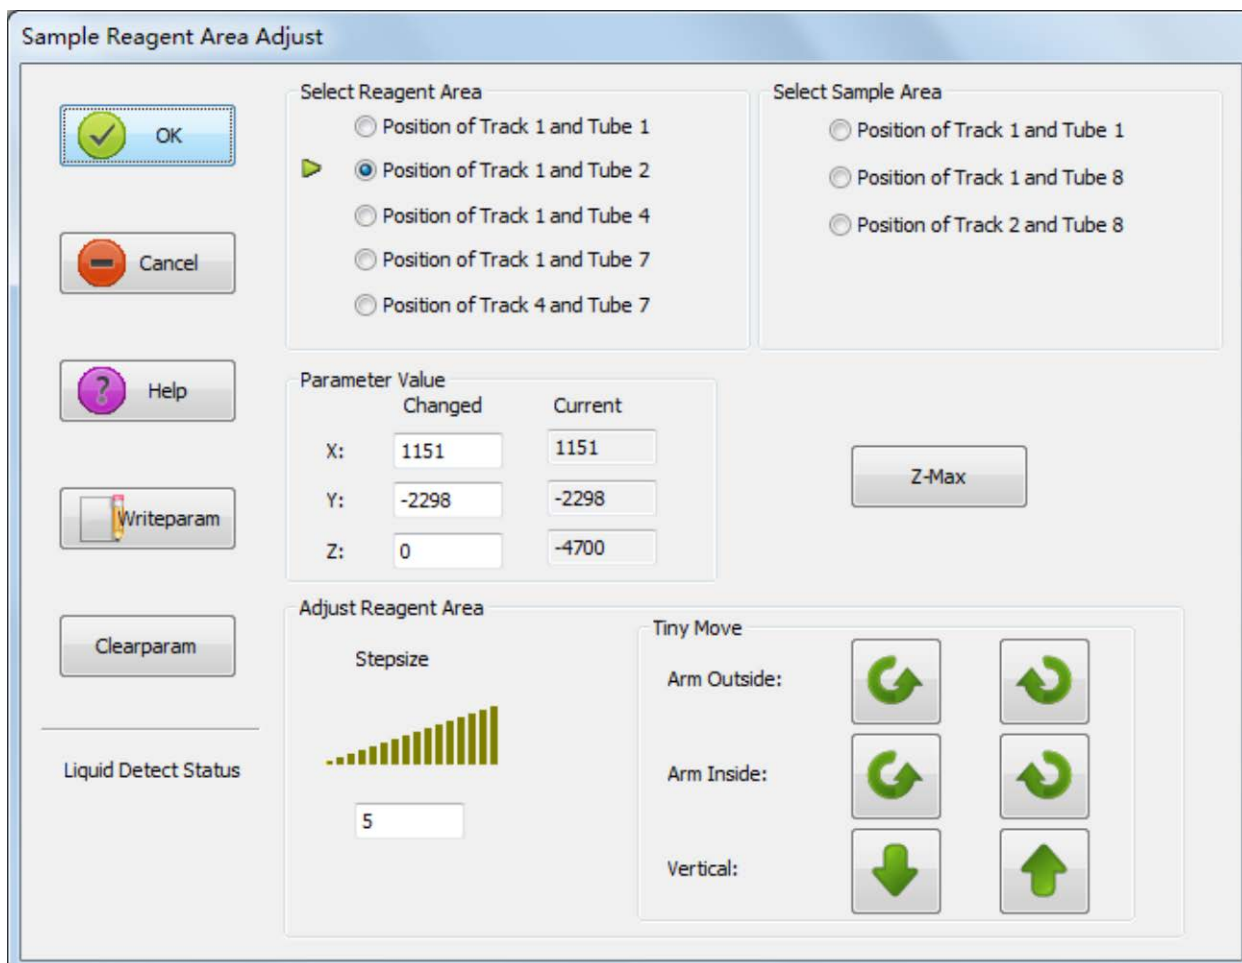 Sample Reagent Area Adjust
OK
Cancel
Help
Writeparam
Clearparam
Liquid Detect Status
Select Reagent Area
Position of Track 1 and Tube 1
Position of Track 1 and Tube 2
Position of Track 1 and Tube 4
Position of Track 1 and Tube 7
Position of Track 4 and Tube 7
Select Sample Area
Position of Track 1 and Tube 1
Position of Track 1 and Tube 8
Position of Track 2 and Tube 8
Parameter Value
Changed Current
X: 1151 1151
Y: -2298 -2298
Z: 0 -4700
Z-Max
Adjust Reagent Area
Stepsize
5
Tiny Move
Arm Outside:
Arm Inside:
Vertical: